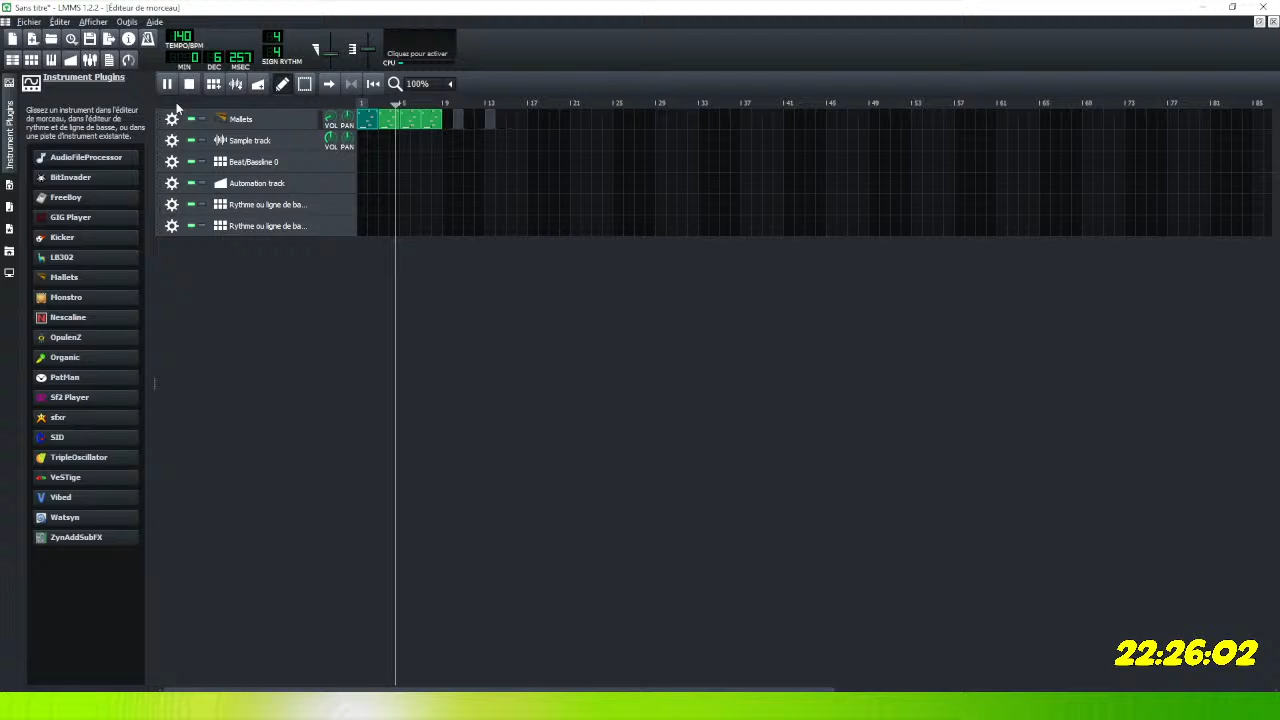 Sans titre* - LMMS 1.2.2 - [Éditeur de morceau]
Fichier Éditer Afficher Outils Aide
140
TEMPO/BPM
0 6 257
MIN DEC MSEC
4
4
SIGN RYTHM
3
Cliquez pour activer
CPU
Instrument Plugins
100%
Instrument Plugins
Glissez un instrument dans l'éditeur
de morceau, dans l'éditeur de
rythme et ligne de basse, ou dans
une piste d'instrument existante.
AudioFileProcessor
BitInvader
FreeBoy
GIG Player
Kicker
LB302
Mallets
Monstro
Nescaline
OpulenZ
Organic
PatMan
Sf2 Player
sfxr
SID
TripleOscillator
VeSTige
Vibed
Watsyn
ZynAddSubFX
1 5 9 13 17 21 25 29 33 37 41 45 49 53 57 61 65 69 73 77 81 85
Mallets
VOL PAN
Sample track
VOL PAN
Beat/Bassline 0
Automation track
Rythme ou ligne de ba...
Rythme ou ligne de ba...
22:26:02